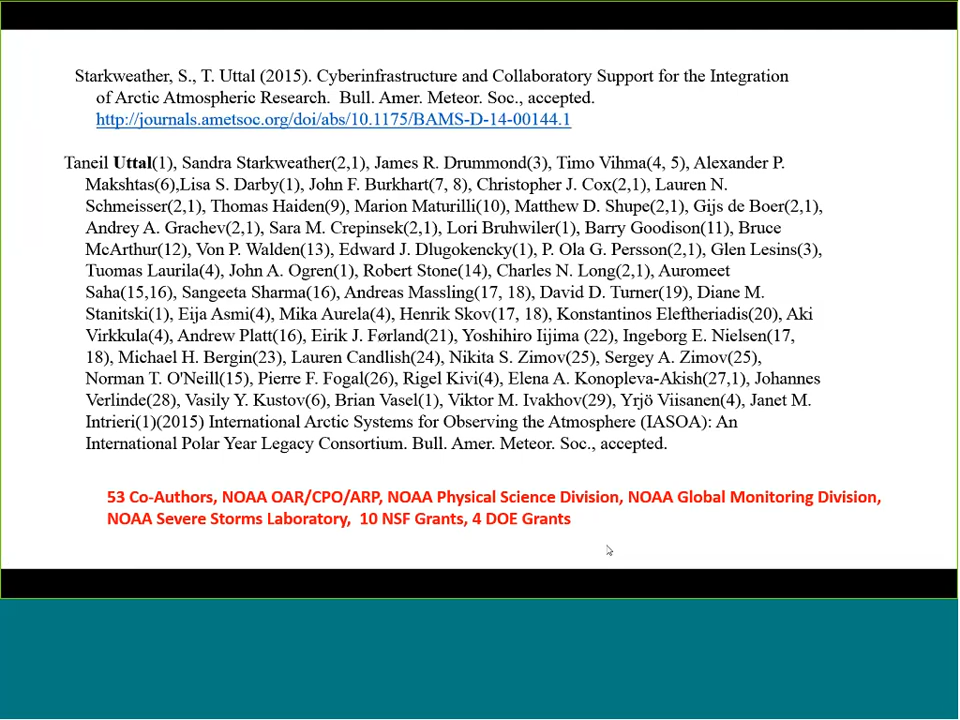 Starkweather, S., T. Uttal (2015). Cyberinfrastructure and Collaboratory Support for the Integration
of Arctic Atmospheric Research. Bull. Amer. Meteor. Soc., accepted.
http://journals.ametsoc.org/doi/abs/10.1175/BAMS-D-14-00144.1
Taneil Uttal(1), Sandra Starkweather(2,1), James R. Drummond(3), Timo Vihma(4, 5), Alexander P.
Makshtas(6),Lisa S. Darby(1), John F. Burkhart(7, 8), Christopher J. Cox(2,1), Lauren N.
Schmeisser(2,1), Thomas Haiden(9), Marion Maturilli(10), Matthew D. Shupe(2,1), Gijs de Boer(2,1),
Andrey A. Grachev(2,1), Sara M. Crepinsek(2,1), Lori Bruhwiler(1), Barry Goodison(11), Bruce
McArthur(12), Von P. Walden(13), Edward J. Dlugokencky(1), P. Ola G. Persson(2,1), Glen Lesins(3),
Tuomas Laurila(4), John A. Ogren(1), Robert Stone(14), Charles N. Long(2,1), Auromeet
Saha(15,16), Sangeeta Sharma(16), Andreas Massling(17, 18), David D. Turner(19), Diane M.
Stanitski(1), Eija Asmi(4), Mika Aurela(4), Henrik Skov(17, 18), Konstantinos Eleftheriadis(20), Aki
Virkkula(4), Andrew Platt(16), Eirik J. Førland(21), Yoshihiro Iijima (22), Ingeborg E. Nielsen(17,
18), Michael H. Bergin(23), Lauren Candlish(24), Nikita S. Zimov(25), Sergey A. Zimov(25),
Norman T. O'Neill(15), Pierre F. Fogal(26), Rigel Kivi(4), Elena A. Konopleva-Akish(27,1), Johannes
Verlinde(28), Vasily Y. Kustov(6), Brian Vasel(1), Viktor M. Ivakhov(29), Yrjö Viisanen(4), Janet M.
Intrieri(1)(2015) International Arctic Systems for Observing the Atmosphere (IASOA): An
International Polar Year Legacy Consortium. Bull. Amer. Meteor. Soc., accepted.
53 Co-Authors, NOAA OAR/CPO/ARP, NOAA Physical Science Division, NOAA Global Monitoring Division,
NOAA Severe Storms Laboratory, 10 NSF Grants, 4 DOE Grants